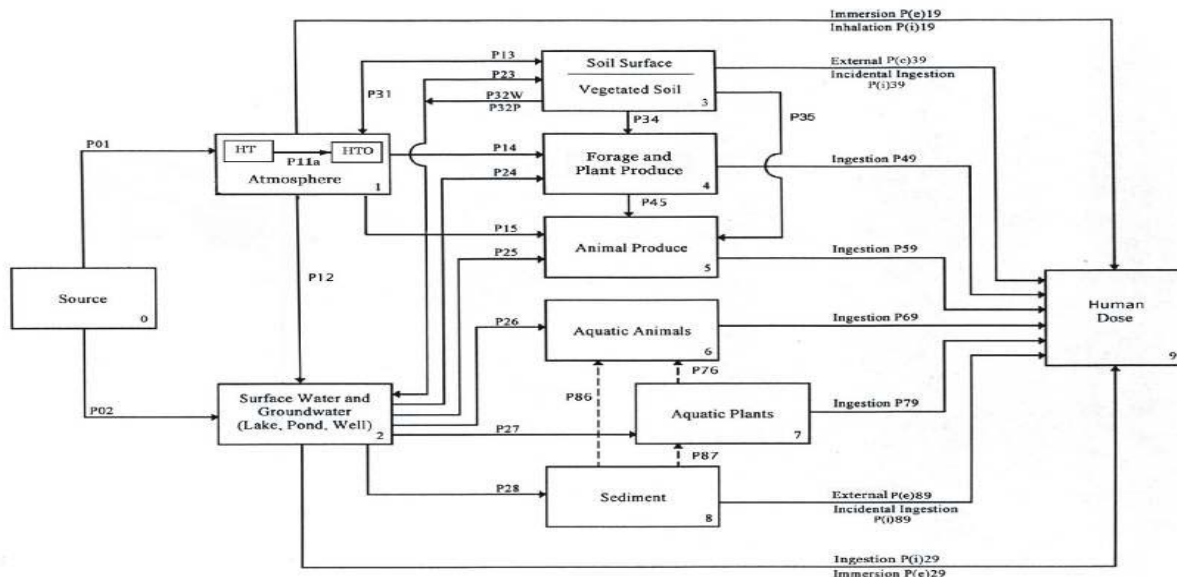 Immersion P(e)19
Inhalation P(i)19
P13
P23
P32W
P32P
P31
Soil Surface
Vegetated Soil
3
External P(e)39
Incidental Ingestion
P(i)39
P34
P35
P01
HT
P11a
HTO
Atmosphere
1
P14
P24
Forage and
Plant Produce
4
Ingestion P49
P45
P15
P25
Animal Produce
5
Ingestion P59
P12
Source
0
P26
Aquatic Animals
6
Ingestion P69
Human
Dose
9
P86
P76
P02
Surface Water and
Groundwater
(Lake, Pond, Well)
2
P27
Aquatic Plants
7
Ingestion P79
P87
P28
Sediment
8
External P(e)89
Incidental Ingestion
P(i)89
Ingestion P(i)29
Immersion P(e)29